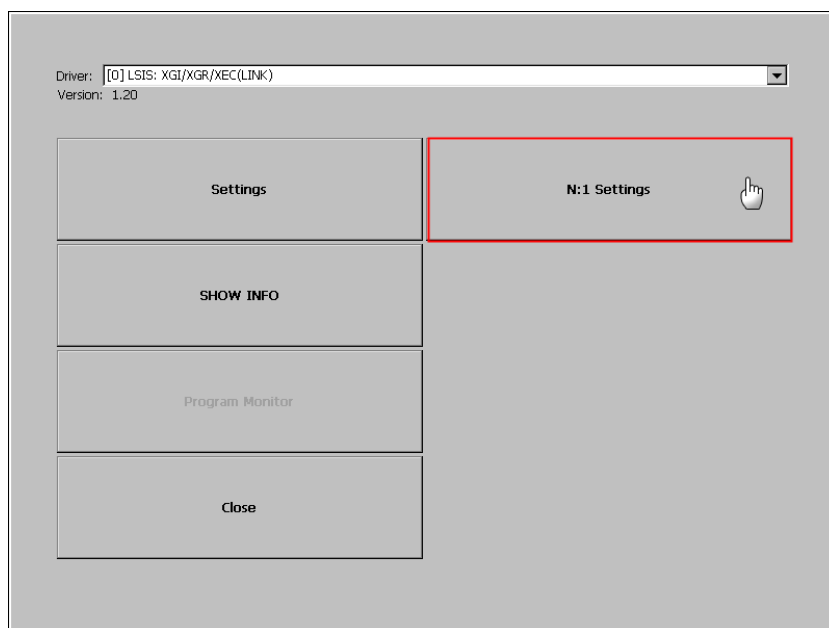 Driver: [0] LSIS: XGI/XGR/XEC(LINK)
Version: 1.20
Settings
N:1 Settings
SHOW INFO
Program Monitor
Close